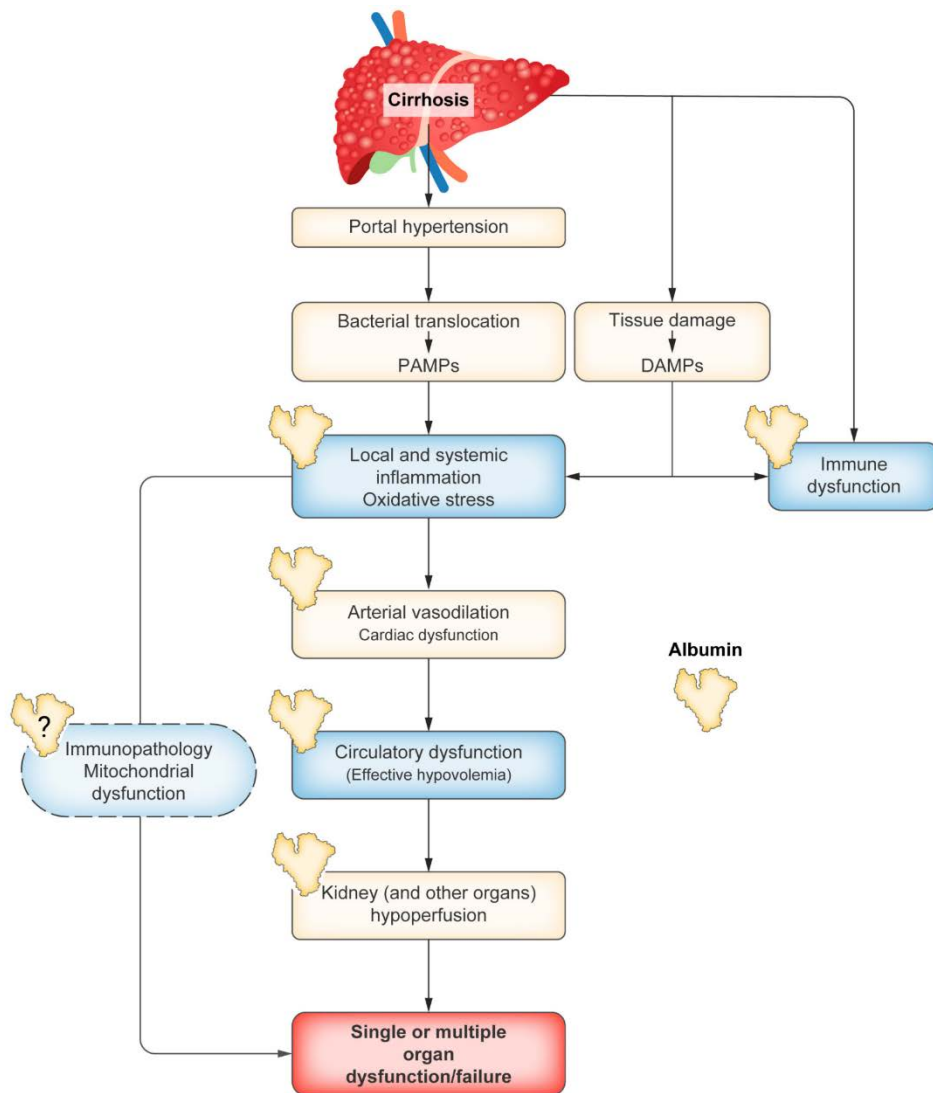 Cirrhosis
Portal hypertension
Bacterial translocation
PAMPs
Tissue damage
DAMPs
Local and systemic
inflammation
Oxidative stress
Immune
dysfunction
Arterial vasodilation
Cardiac dysfunction
Albumin
?
Immunopathology
Mitochondrial
dysfunction
Circulatory dysfunction
(Effective hypovolemia)
Kidney (and other organs)
hypoperfusion
Single or multiple
organ
dysfunction/failure